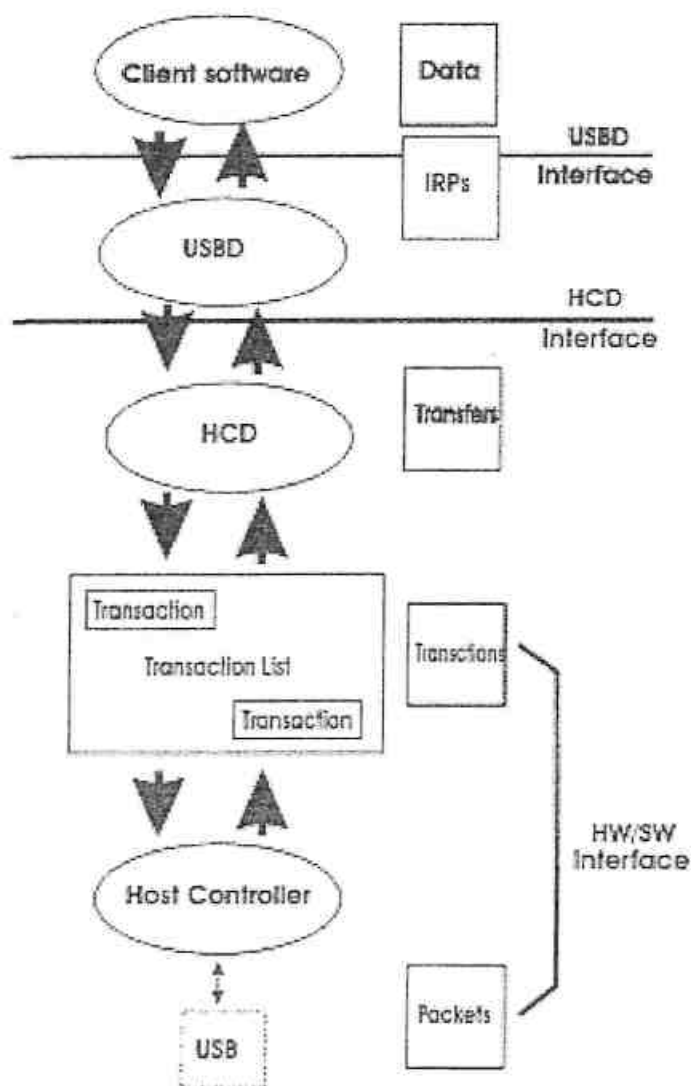 Client software
Data
USBD
Interface
IRPs
USBD
HCD
Interface
HCD
Transfers
Transaction
Transaction List
Transaction
Transctions
HW/SW
Interface
Host Controller
Packets
USB